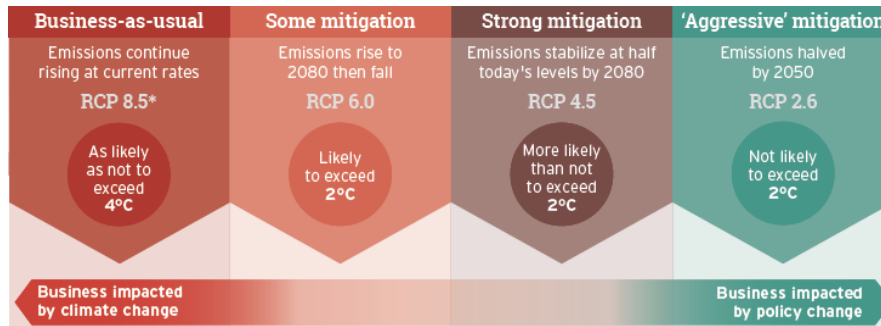 Business-as-usual
Emissions continue
rising at current rates
RCP 8.5*
As likely
as not to
exceed
4°C
Some mitigation
Emissions rise to
2080 then fall
RCP 6.0
Likely
to exceed
2°C
Strong mitigation
Emissions stabilize at half
today's levels by 2080
RCP 4.5
More likely
than not
to exceed
2°C
‘Aggressive’ mitigation
Emissions halved
by 2050
RCP 2.6
Not likely
to exceed
2°C
Business impacted
by climate change
Business impacted
by policy change